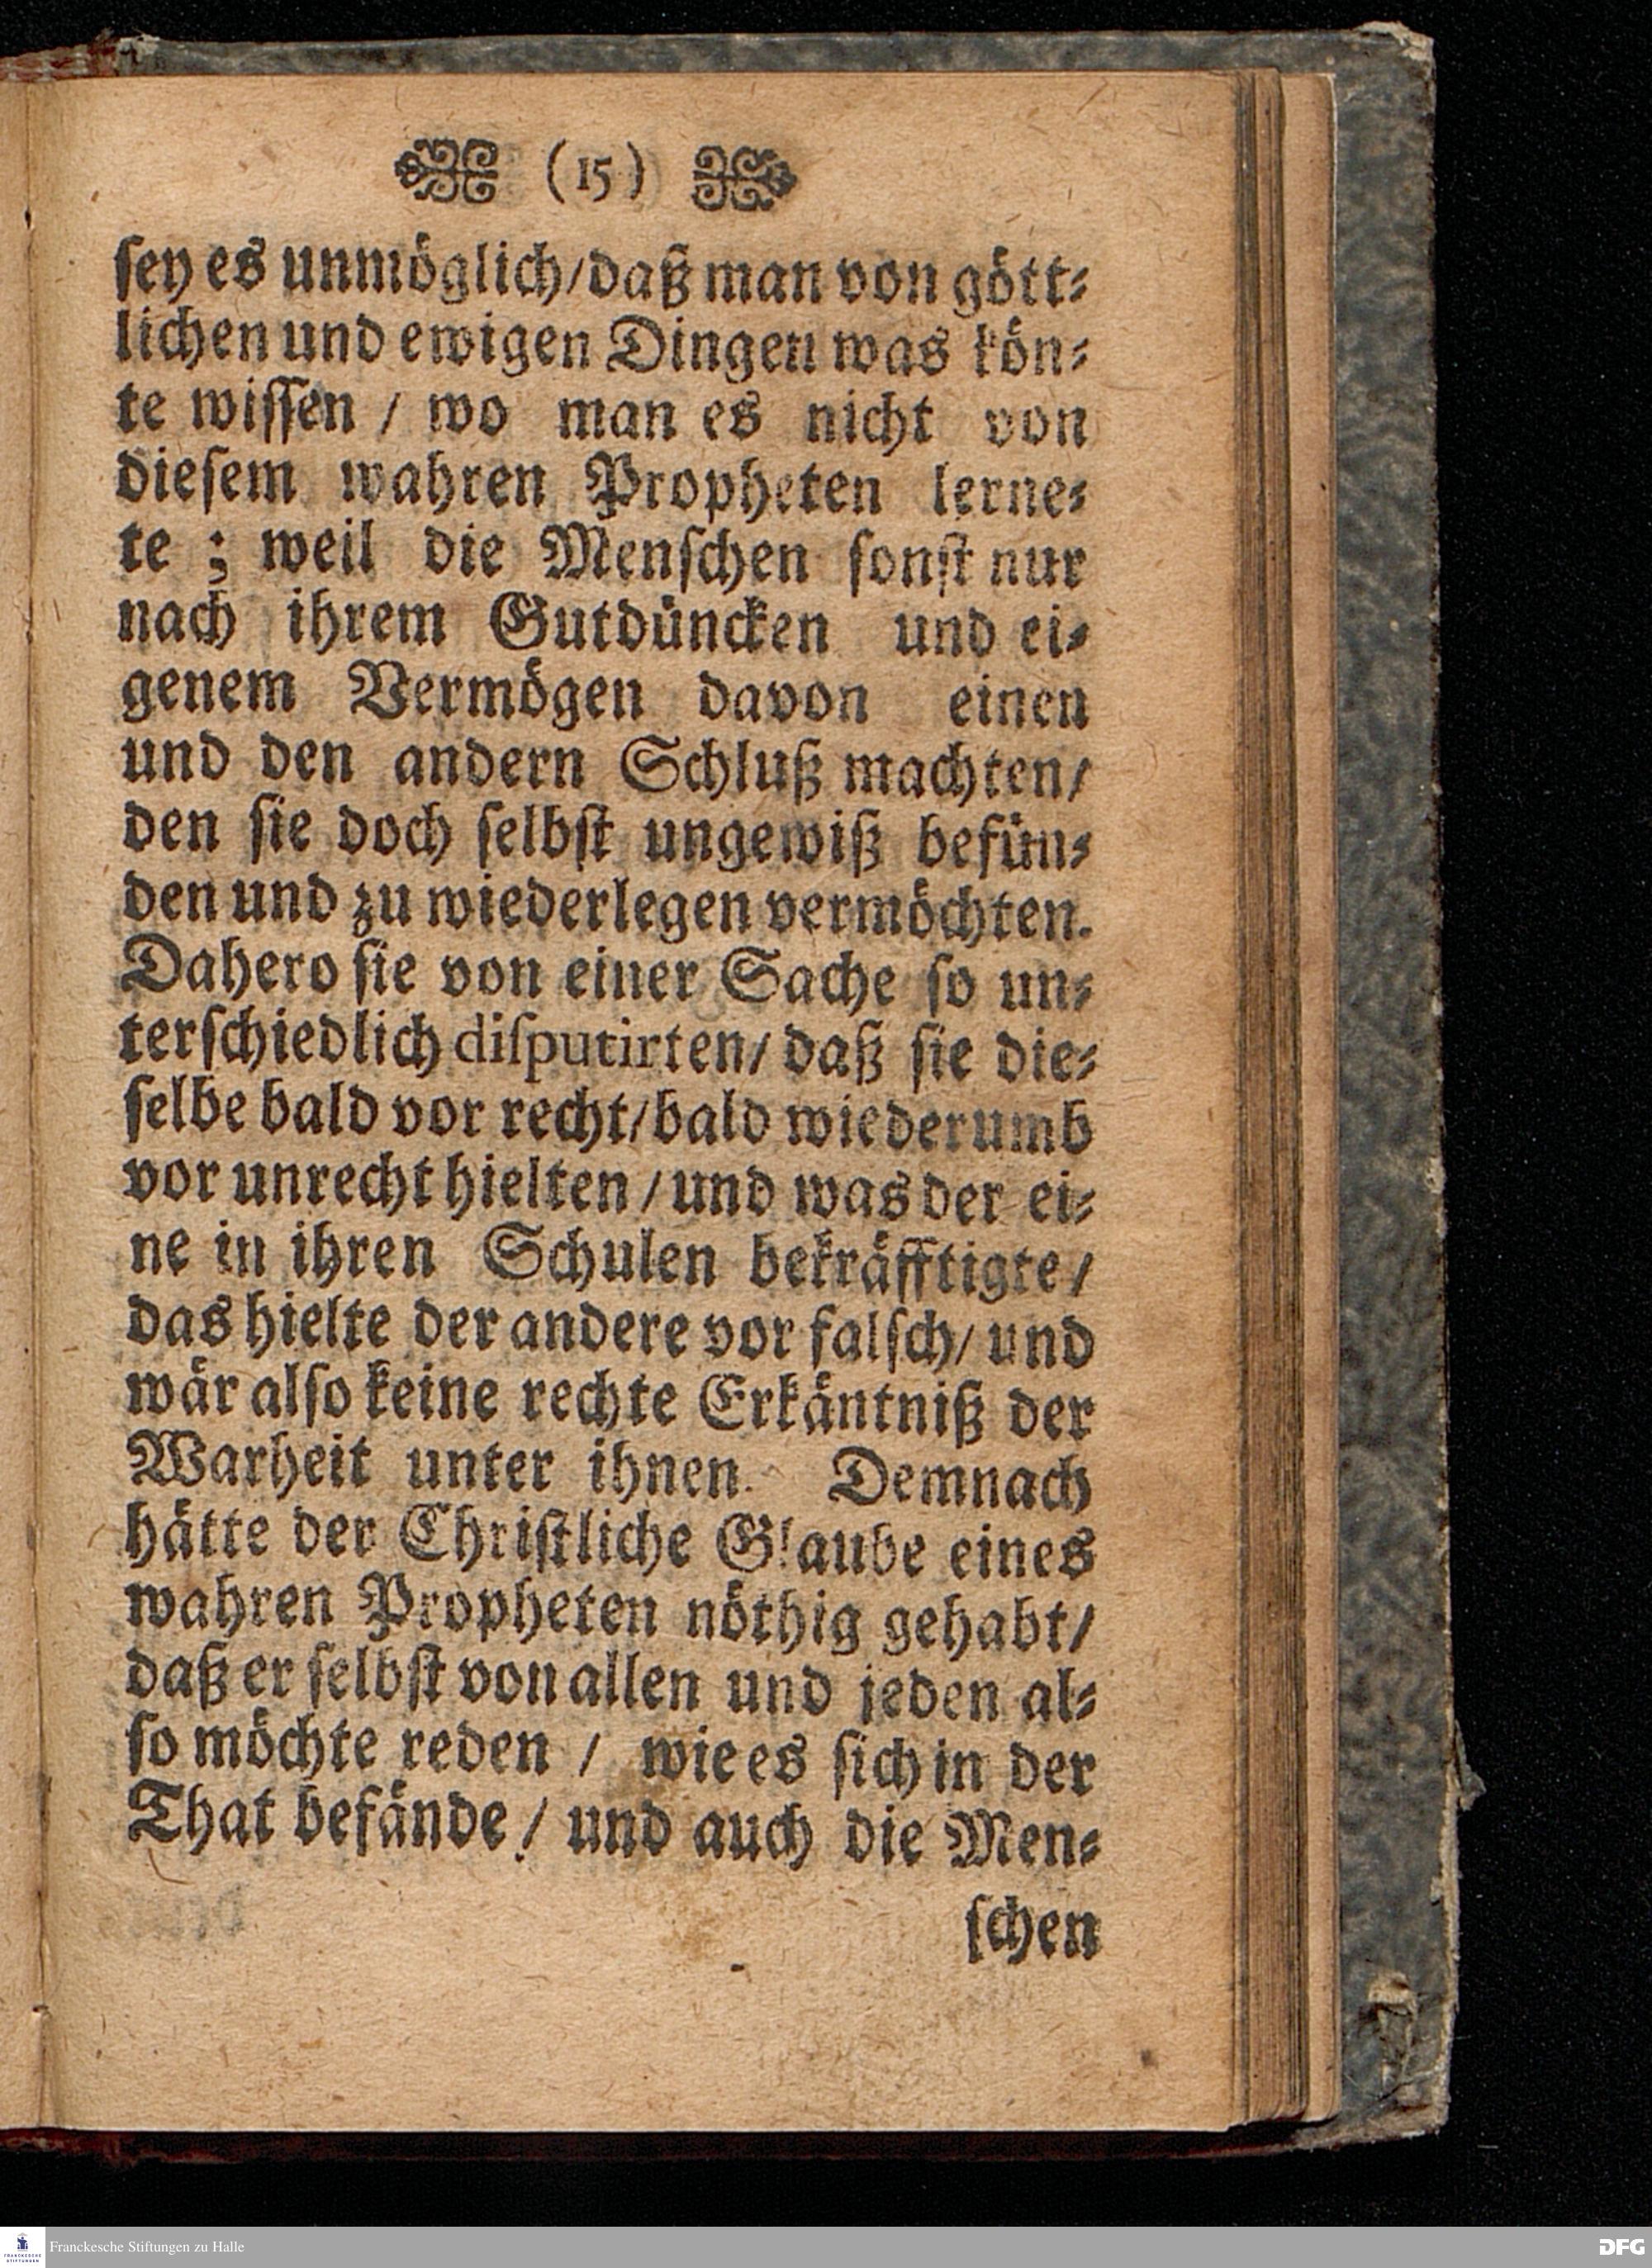 (15)
ſey es unmöglich/daß man von gött⸗
lichen und ewigen Dingen was kön⸗
te wiſſen / wo man es nicht von
dieſem wahren Propheten lerne⸗
te ; weil die Menſchen ſonſt nur
nach ihrem Gutdüncken und ei⸗
genem Vermögen davon einen
und den andern Schluß machten/
den ſie doch ſelbſt ungewiß befün⸗
den und zu wiederlegen vermöchten.
Dahero ſie von einer Sache ſo un⸗
terſchiedlich diſputirten/ daß ſie die⸗
ſelbe bald vor recht/bald wiederumb
vor unrecht hielten /und was der ei⸗
ne in ihren Schulen bekräfftigte/
das hielte der andere vor falſch/ und
wär alſo keine rechte Erkäntniß der
Warheit unter ihnen. Demnach
hätte der Chriſtliche Glaube eines
wahren Propheten nöthig gehabt/
daß er ſelbſt von allen und jeden al⸗
ſo möchte reden / wie es ſich in der
That befände/ und auch die Men⸗
ſchen
Franckesche Stiftungen zu Halle
FRANCKESCHE STIFTUNGEN
DFG